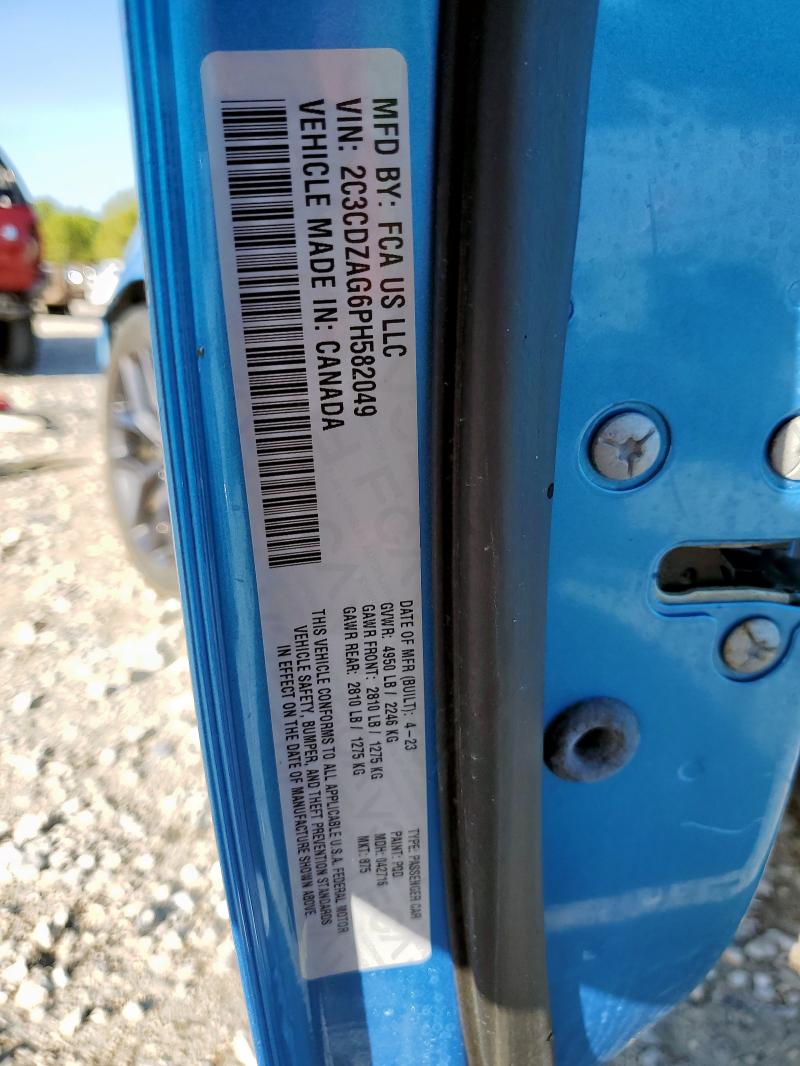 MFD BY: FCA US LLC
VIN: 2C3CDZAG6PH582049
VEHICLE MADE IN: CANADA
DATE OF MFR (BUILT): 4-23
GVWR: 4950 LB / 2246 KG
GAWR FRONT: 2810 LB / 1275 KG
GAWR REAR: 2810 LB / 1275 KG
THIS VEHICLE CONFORMS TO ALL APPLICABLE U.S.A. FEDERAL MOTOR
VEHICLE SAFETY, BUMPER, AND THEFT PREVENTION STANDARDS
IN EFFECT ON THE DATE OF MANUFACTURE SHOWN ABOVE.
TYPE: PASSENGER CAR
PAINT: PQD
MDH: 042716
MKT: 875